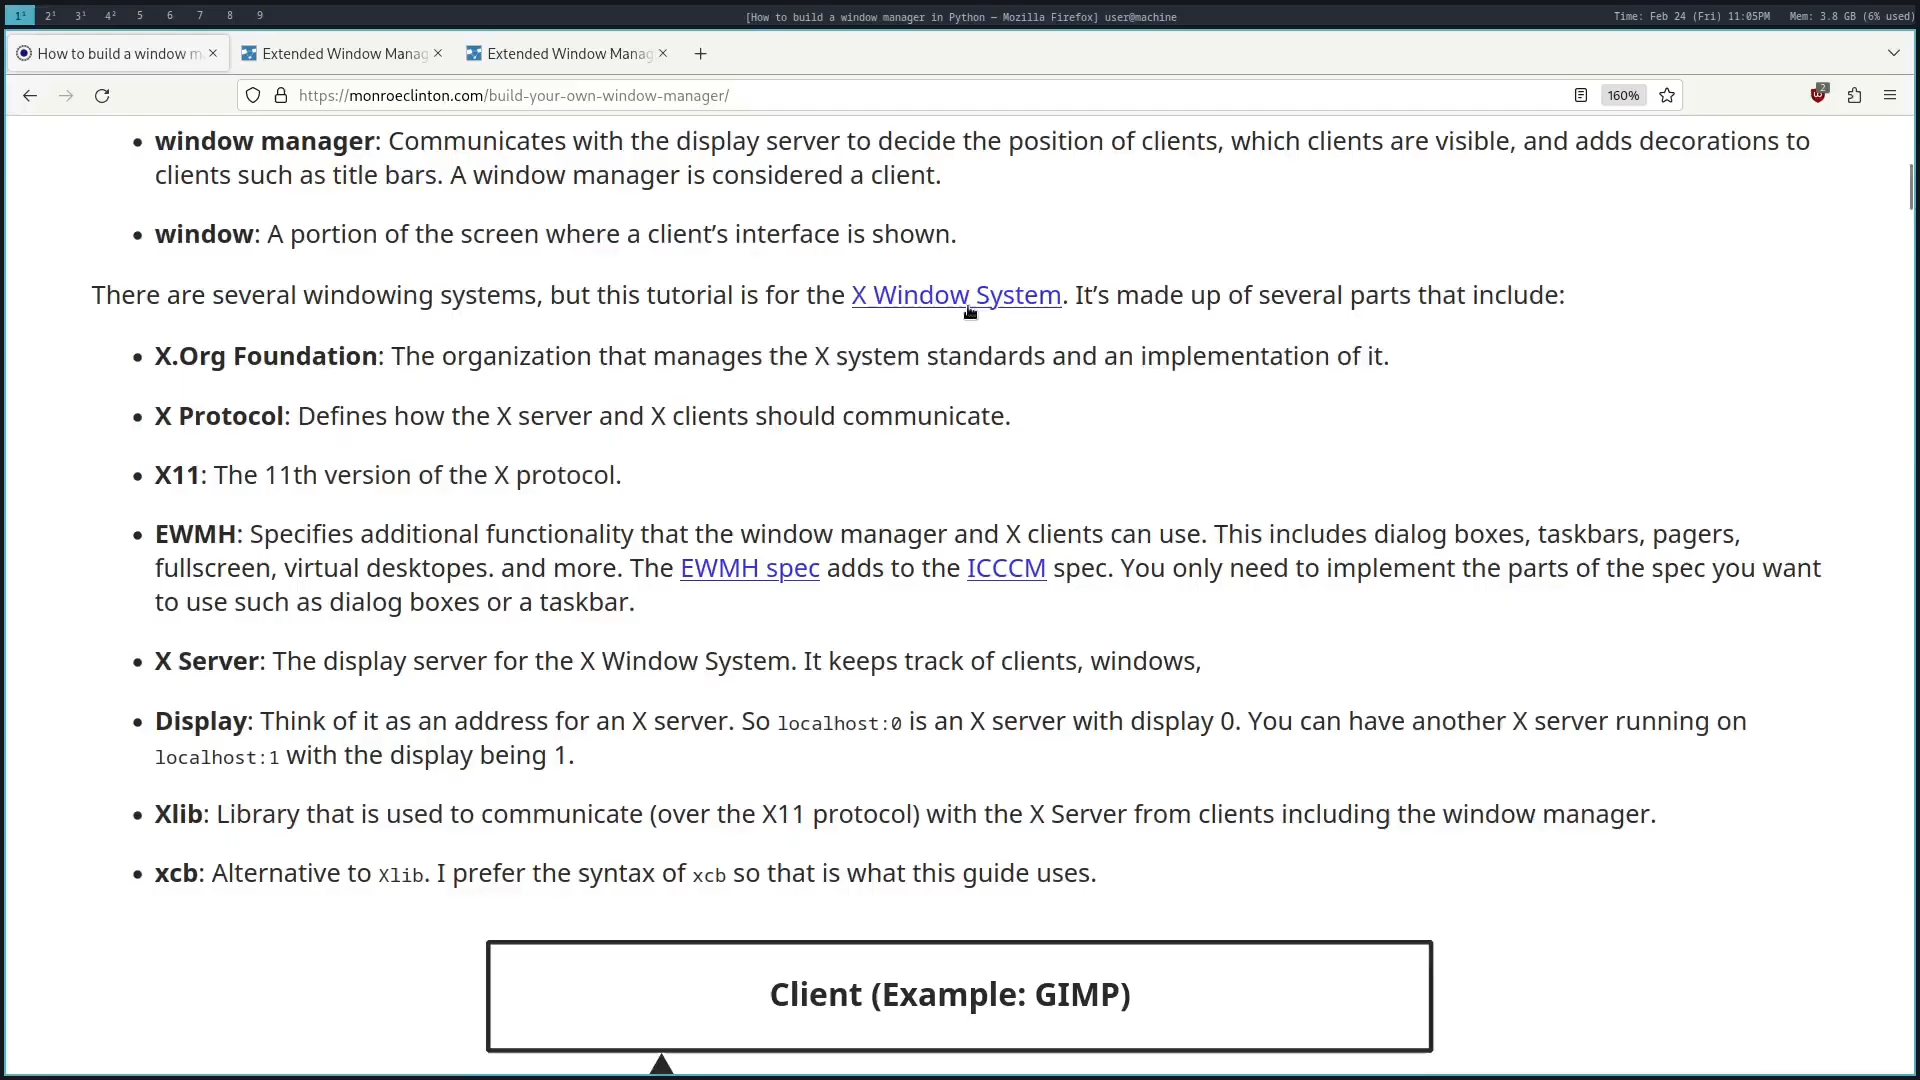 1¹ 2¹ 3¹ 4² 5 6 7 8 9 [How to build a window manager in Python — Mozilla Firefox] user@machine Time: Feb 24 (Fri) 11:05PM Mem: 3.8 GB (6% used)
How to build a window m Extended Window Manag Extended Window Manag
https://monroeclinton.com/build-your-own-window-manager/ 160% 2
• window manager: Communicates with the display server to decide the position of clients, which clients are visible, and adds decorations to
clients such as title bars. A window manager is considered a client.
• window: A portion of the screen where a client’s interface is shown.
There are several windowing systems, but this tutorial is for the X Window System. It’s made up of several parts that include:
• X.Org Foundation: The organization that manages the X system standards and an implementation of it.
• X Protocol: Defines how the X server and X clients should communicate.
• X11: The 11th version of the X protocol.
• EWMH: Specifies additional functionality that the window manager and X clients can use. This includes dialog boxes, taskbars, pagers,
fullscreen, virtual desktopes. and more. The EWMH spec adds to the ICCCM spec. You only need to implement the parts of the spec you want
to use such as dialog boxes or a taskbar.
• X Server: The display server for the X Window System. It keeps track of clients, windows,
• Display: Think of it as an address for an X server. So localhost:0 is an X server with display 0. You can have another X server running on
localhost:1 with the display being 1.
• Xlib: Library that is used to communicate (over the X11 protocol) with the X Server from clients including the window manager.
• xcb: Alternative to Xlib. I prefer the syntax of xcb so that is what this guide uses.
Client (Example: GIMP)